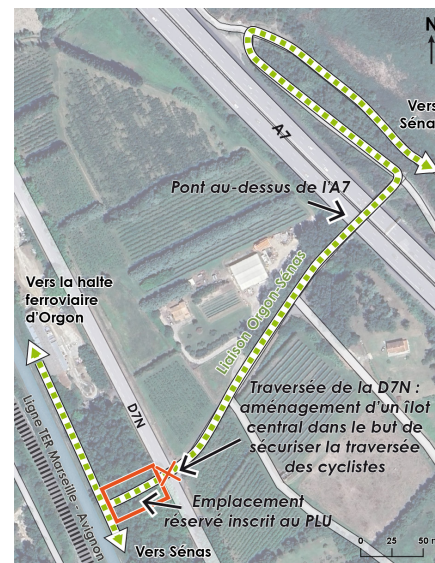 N
Vers
Séna
A7
Pont au-dessus de l'A7
Vers la halte
ferroviaire
d'Orgon
Liaison Orgon-Sénas
D7N
Traversée de la D7N :
aménagement d'un îlot
central dans le but de
sécuriser la traversée
des cyclistes
Ligne TER Marseille - Avignon
Emplacement
réservé inscrit au PLU
Vers Sénas
0 25 50 m